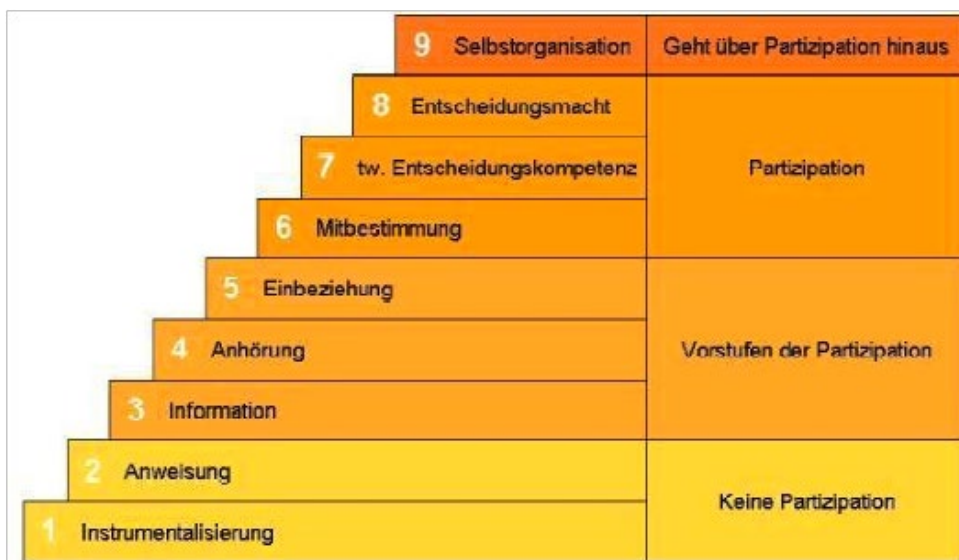 9 Selbstorganisation Geht über Partizipation hinaus
8 Entscheidungsmacht
7 tw. Entscheidungskompetenz Partizipation
6 Mitbestimmung
5 Einbeziehung
4 Anhörung Vorstufen der Partizipation
3 Information
2 Anweisung
Keine Partizipation
1 Instrumentalisierung